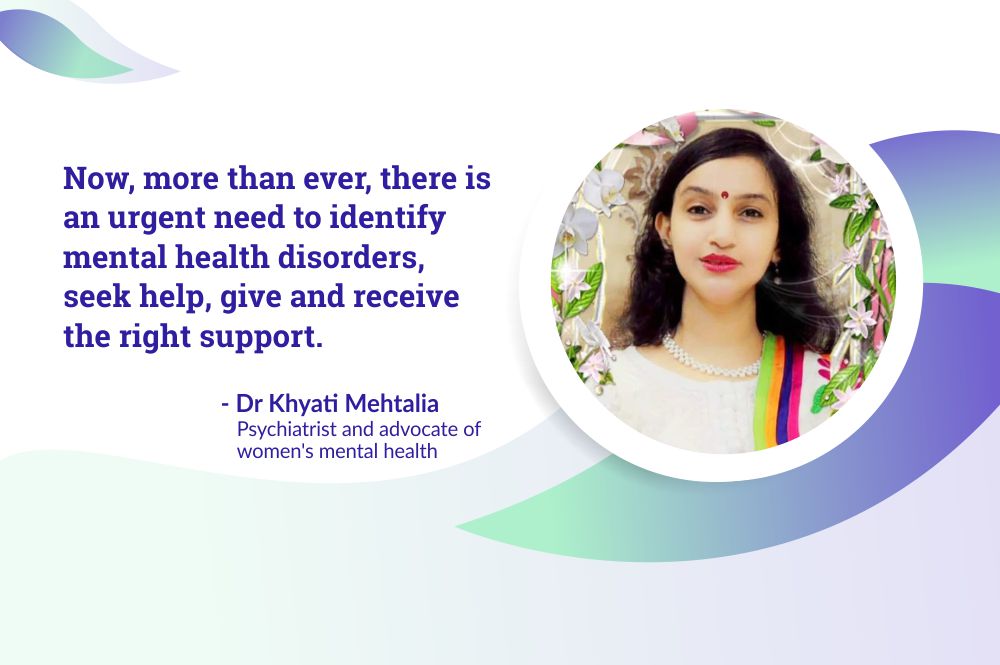 Now, more than ever, there is
an urgent need to identify
mental health disorders,
seek help, give and receive
the right support.
- Dr Khyati Mehtalia
Psychiatrist and advocate of
women's mental health